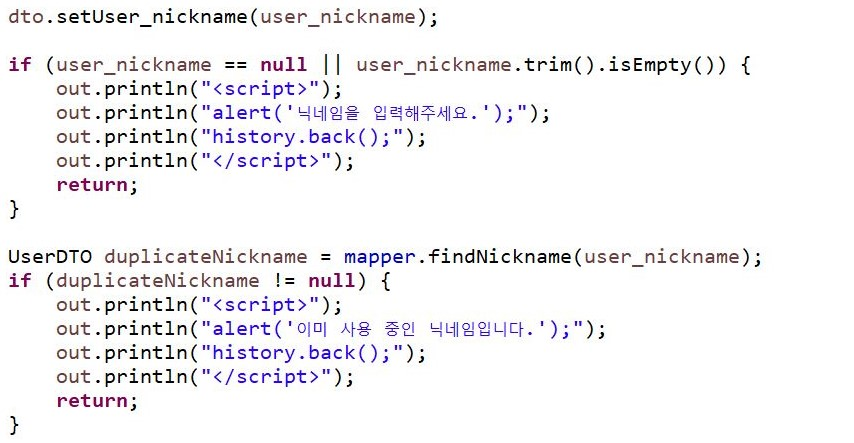 dto.setUser_nickname(user_nickname);

if (user_nickname == null || user_nickname.trim().isEmpty()) {
    out.println("<script>");
    out.println("alert('닉네임을 입력해주세요.');");
    out.println("history.back();");
    out.println("</script>");
    return;
}

UserDTO duplicateNickname = mapper.findNickname(user_nickname);
if (duplicateNickname != null) {
    out.println("<script>");
    out.println("alert('이미 사용 중인 닉네임입니다.');");
    out.println("history.back();");
    out.println("</script>");
    return;
}